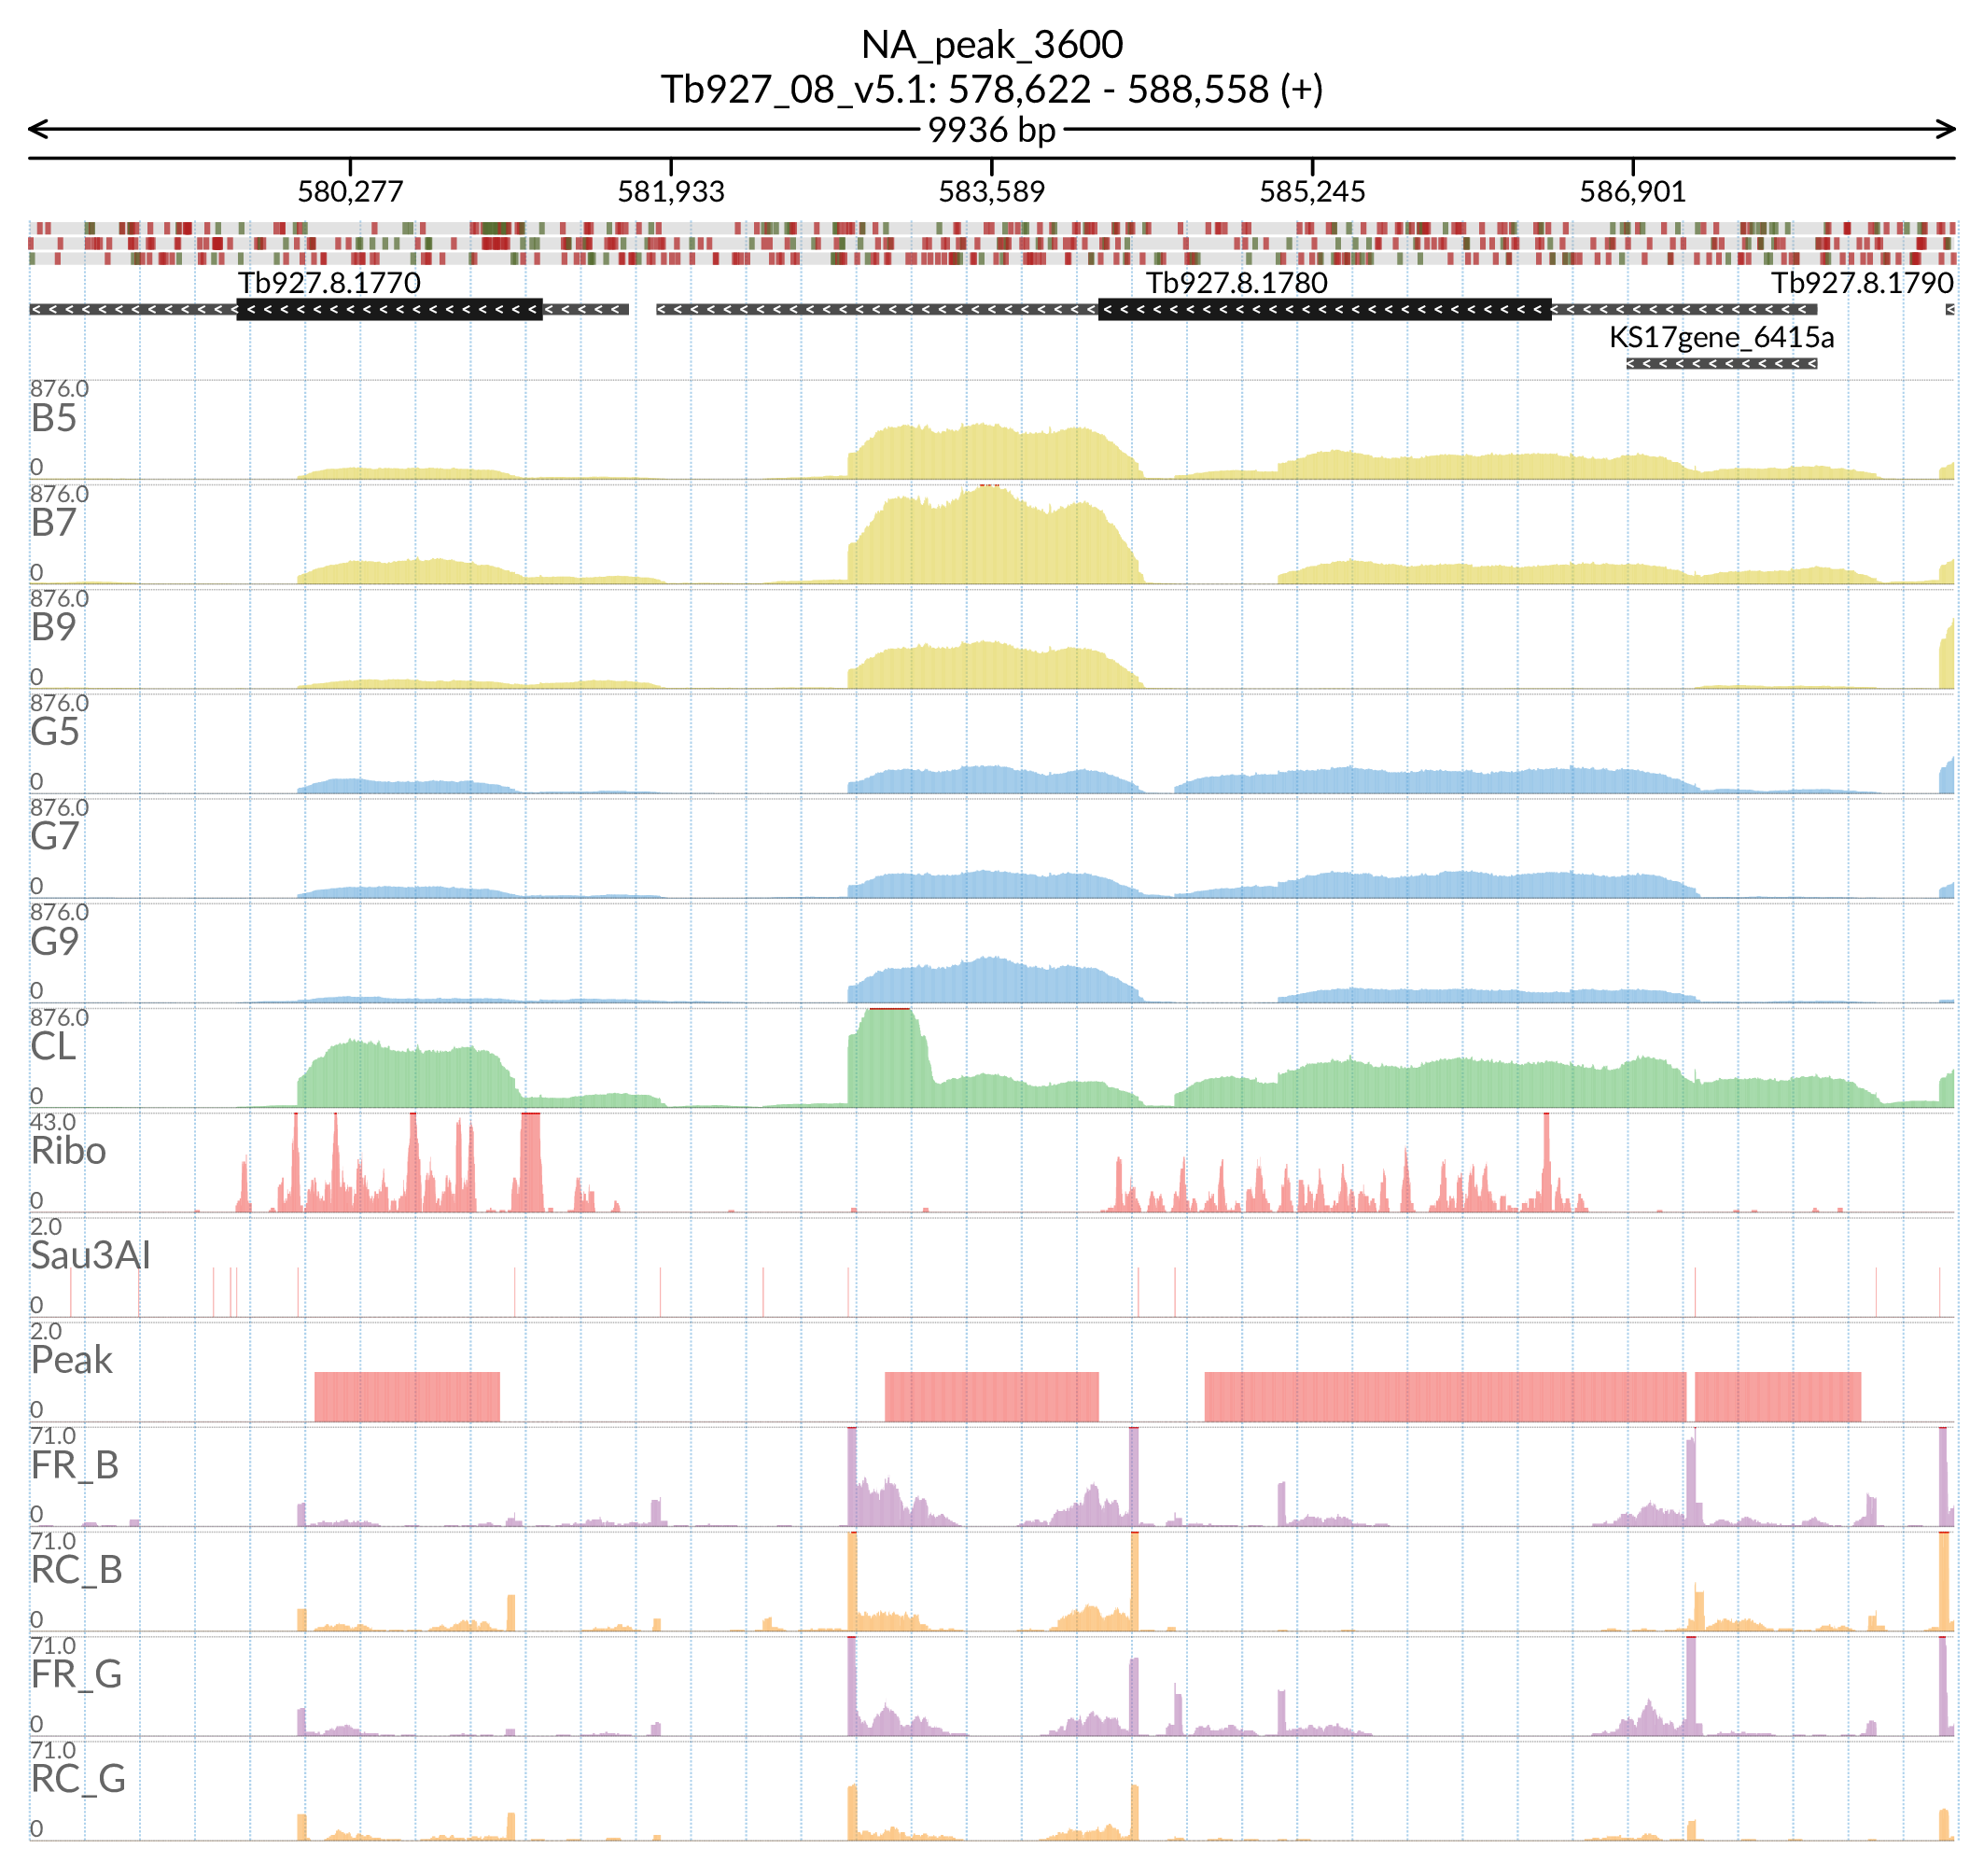 NA_peak_3600
Tb927_08_v5.1: 578,622 - 588,558 (+)
9936 bp
580,277 581,933 583,589 585,245 586,901
Tb927.8.1770 Tb927.8.1780 Tb927.8.1790
KS17gene_6415a
876.0
B5
0
876.0
B7
0
876.0
B9
0
876.0
G5
0
876.0
G7
0
876.0
G9
0
876.0
CL
0
43.0
Ribo
0
2.0
Sau3AI
0
2.0
Peak
0
71.0
FR_B
0
71.0
RC_B
0
71.0
FR_G
0
71.0
RC_G
0